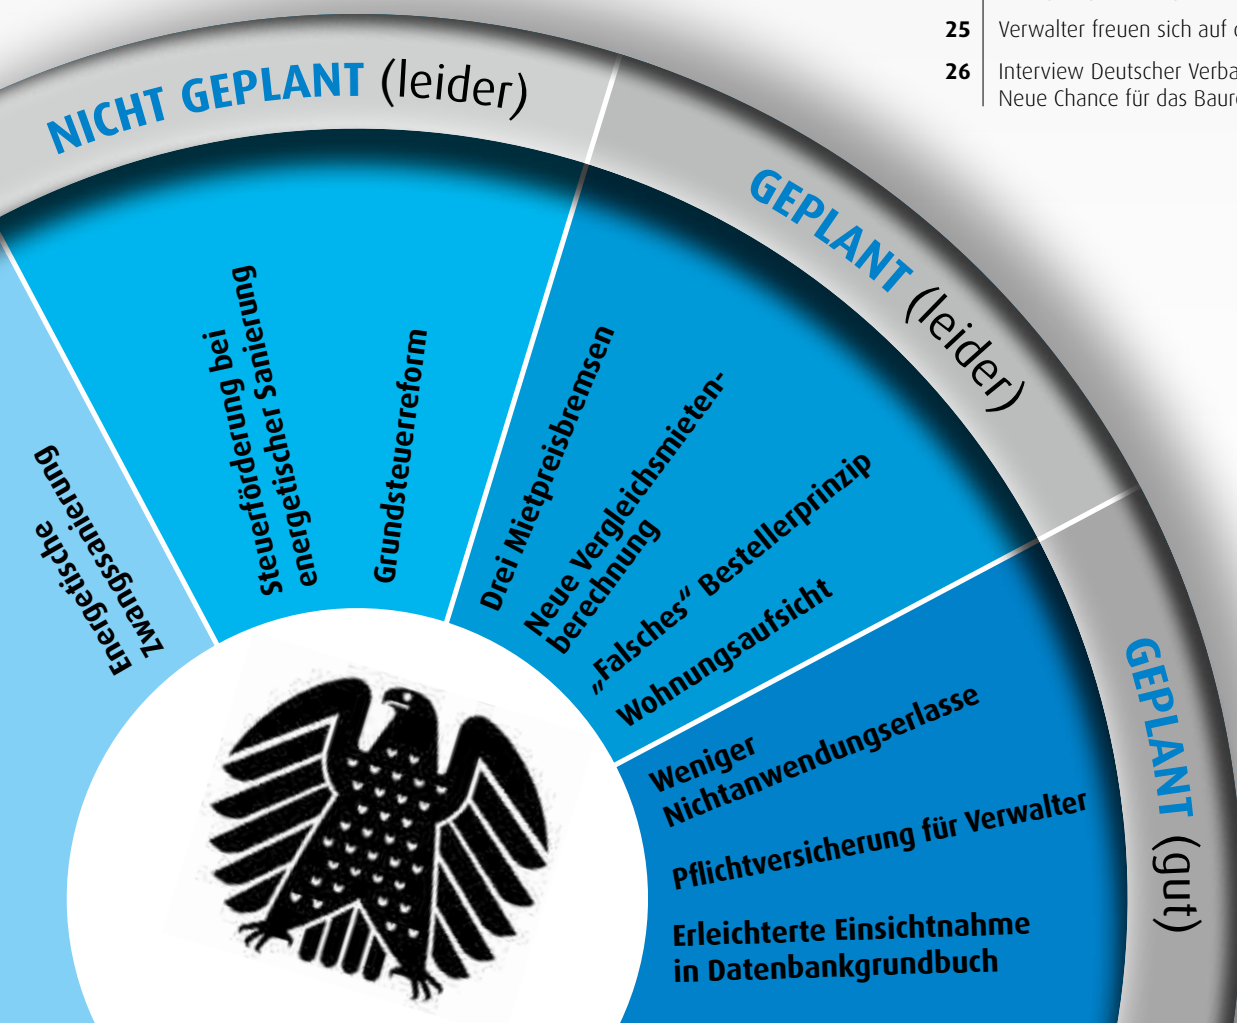 25 Verwalter freuen sich auf
26 Interview Deutscher
Neue Chance für das
NICHT GEPLANT (leider)
GEPLANT (leider)
GEPLANT (gut)
Energetische
Zwangssanierung
Steuerförderung bei
energetischer Sanierung
Grundsteuerreform
Drei Mietpreisbremsen
Neue Vergleichsmieten-
berechnung
„Falsches“ Bestellerprinzip
Wohnungsaufsicht
Weniger
Nichtanwendungserlasse
Pflichtversicherung für Verwalter
Erleichterte Einsichtnahme
in Datenbankgrundbuch